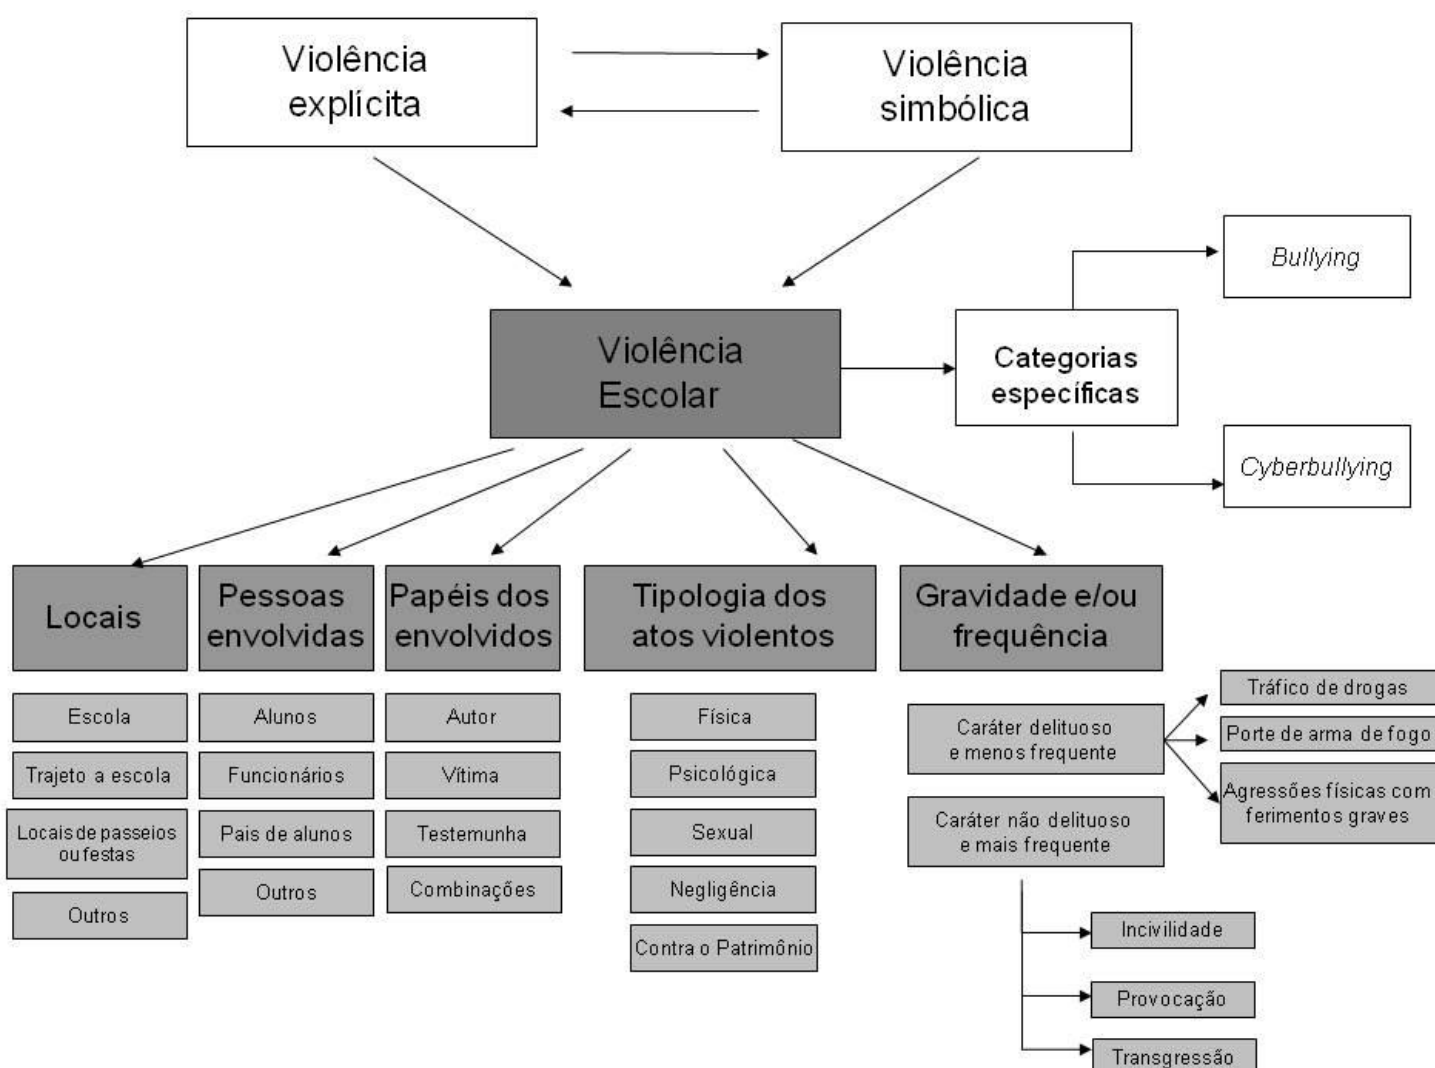 Violência
explícita
Violência
simbólica
Bullying
Violência
Escolar
Categorias
específicas
Cyberbullying
Locais
Pessoas
envolvidas
Papéis dos
envolvidos
Tipologia dos
atos violentos
Gravidade e/ou
frequência
Escola
Trajeto a escola
Locais de passeios
ou festas
Outros
Alunos
Funcionários
Pais de alunos
Outros
Autor
Vítima
Testemunha
Combinações
Física
Psicológica
Sexual
Negligência
Contra o Patrimônio
Caráter delituoso
e menos frequente
Tráfico de drogas
Porte de arma de fogo
Agressões físicas com
ferimentos graves
Caráter não delituoso
e mais frequente
Incivilidade
Provocação
Transgressão